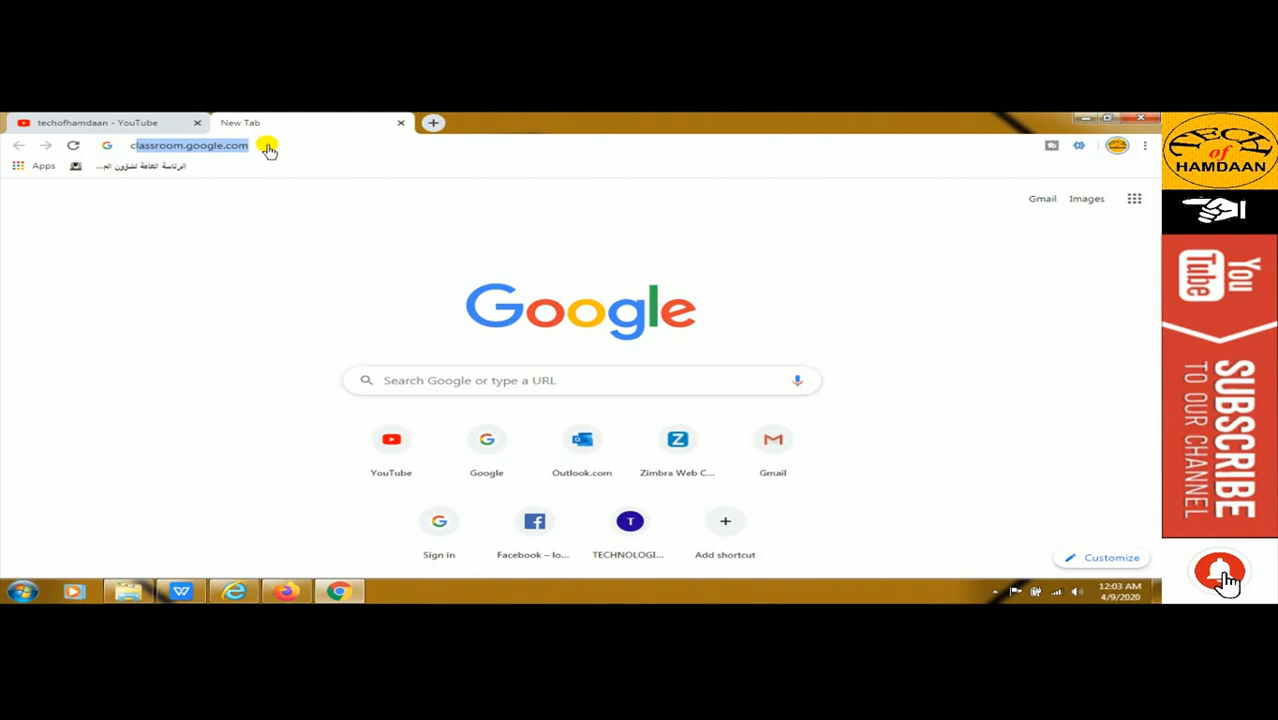 techofhamdaan - YouTube
New Tab
classroom.google.com
Apps
الرئاسة العامة لشؤون الم...
Gmail
Images
Google
Search Google or type a URL
YouTube
Google
Outlook.com
Zimbra Web C...
Gmail
Sign in
Facebook – lo...
TECHNOLOGI...
Add shortcut
T
Z
Customize
W
12:03 AM
4/9/2020
TECH
of
HAMDAAN
You
Tube
SUBSCRIBE
TO OUR CHANNEL